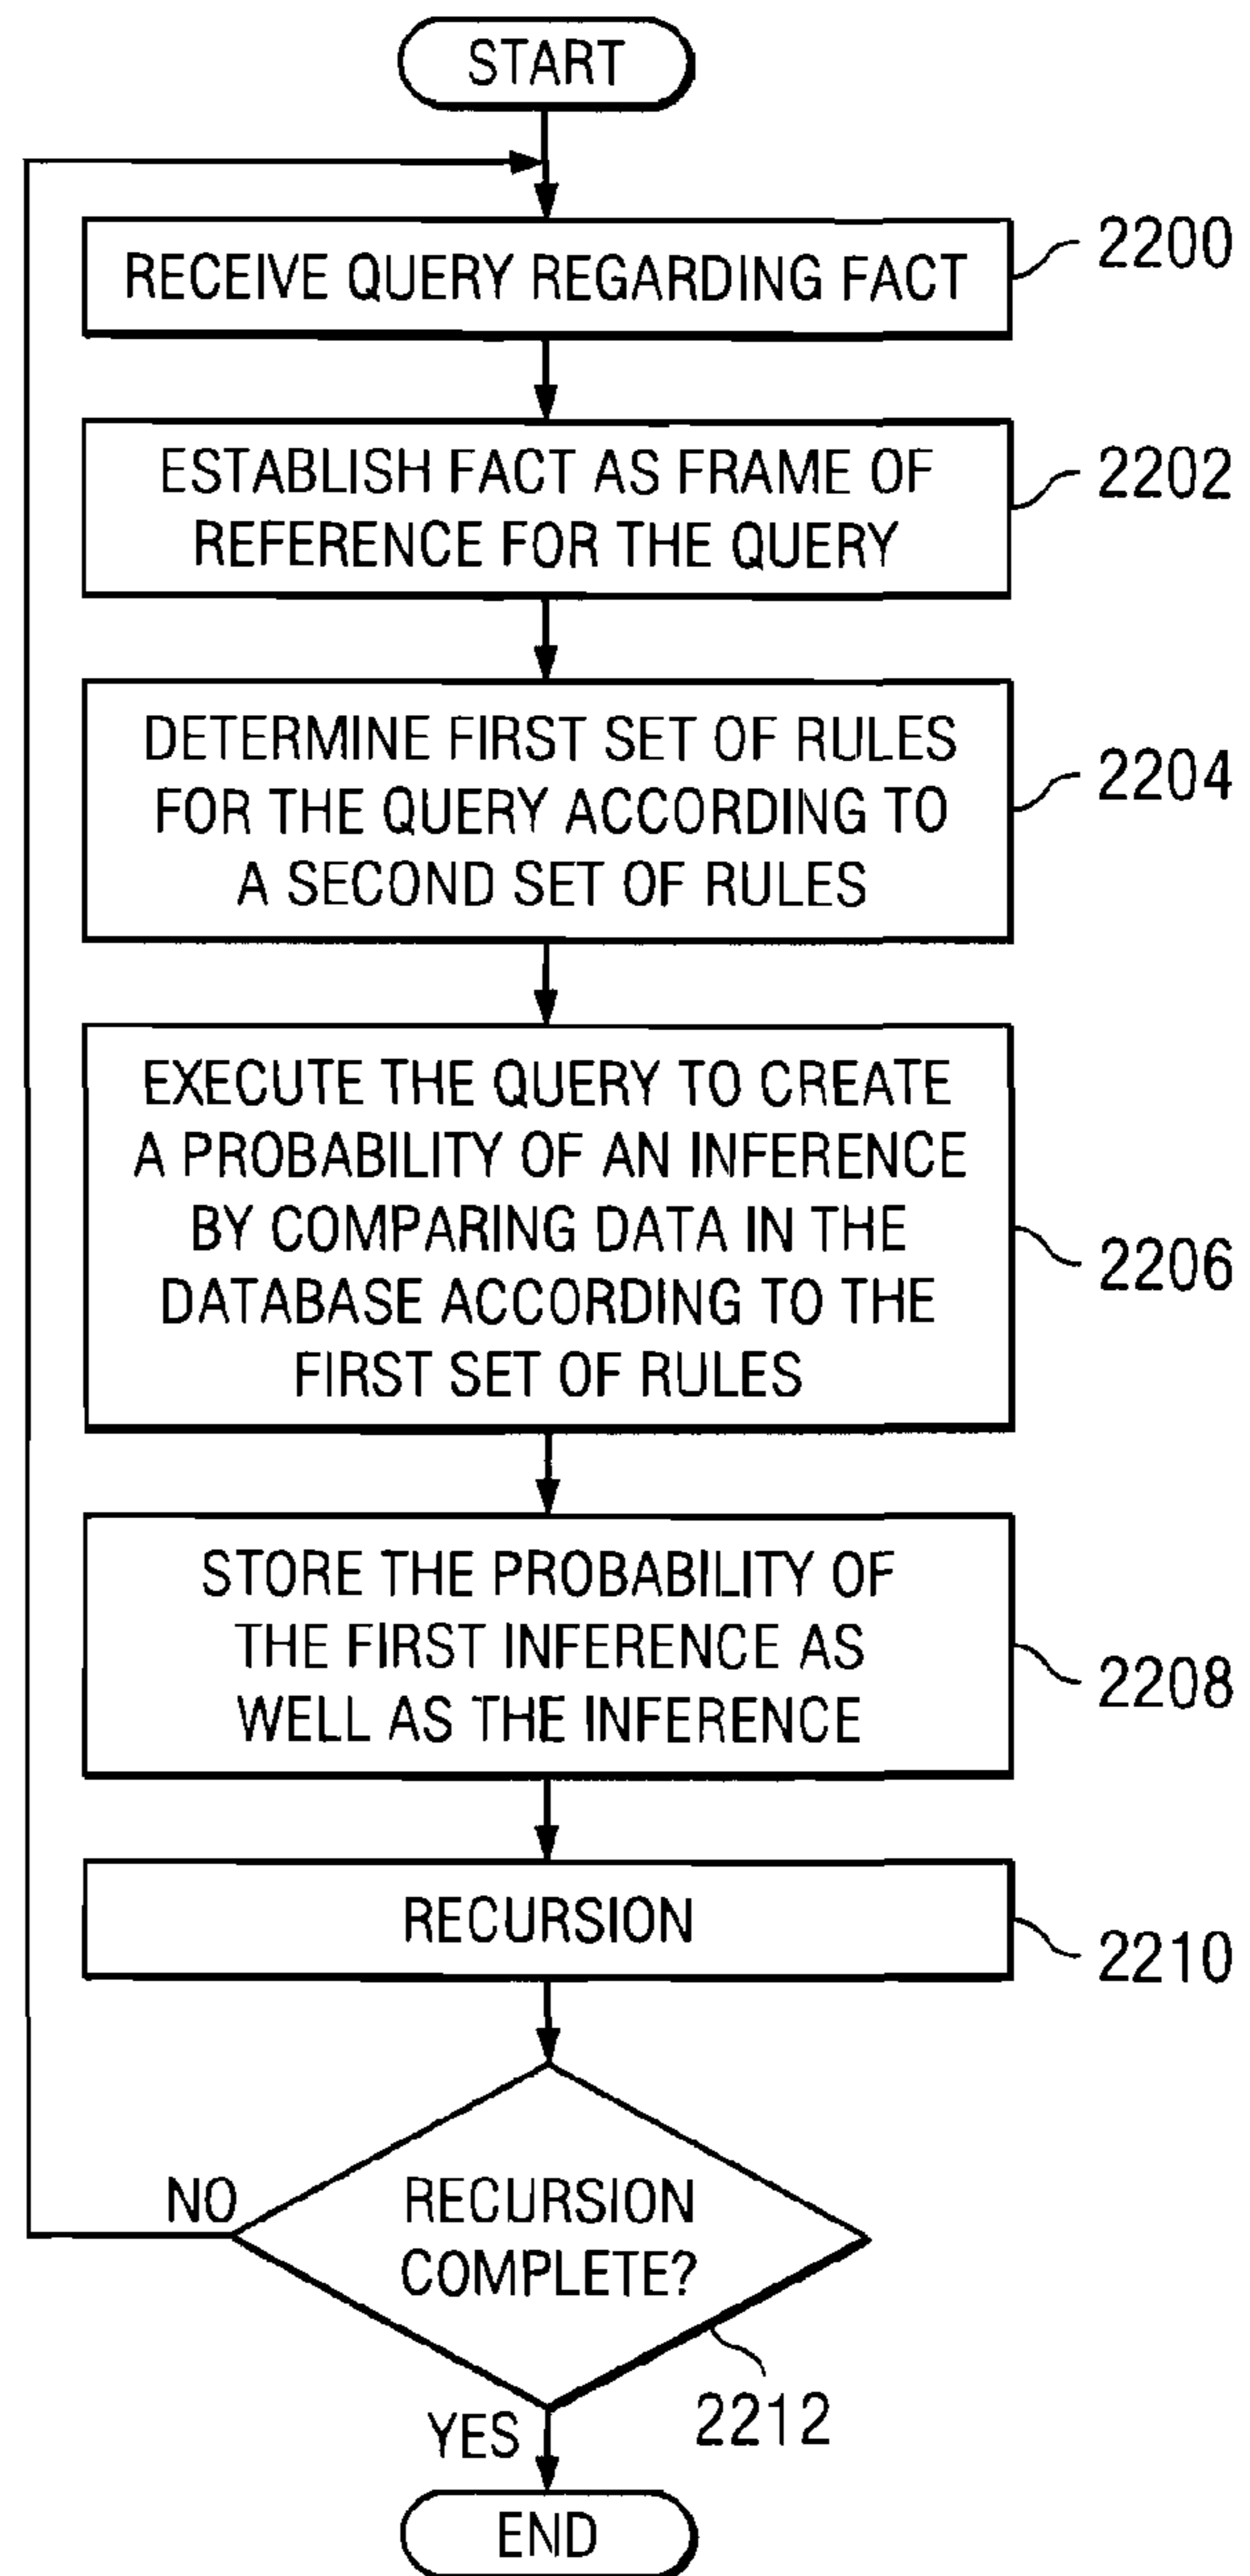 START
RECEIVE QUERY REGARDING FACT
2200
ESTABLISH FACT AS FRAME OF
REFERENCE FOR THE QUERY
2202
DETERMINE FIRST SET OF RULES
FOR THE QUERY ACCORDING TO
A SECOND SET OF RULES
2204
EXECUTE THE QUERY TO CREATE
A PROBABILITY OF AN INFERENCE
BY COMPARING DATA IN THE
DATABASE ACCORDING TO THE
FIRST SET OF RULES
2206
STORE THE PROBABILITY OF
THE FIRST INFERENCE AS
WELL AS THE INFERENCE
2208
RECURSION
2210
NO
RECURSION
COMPLETE?
2212
YES
END